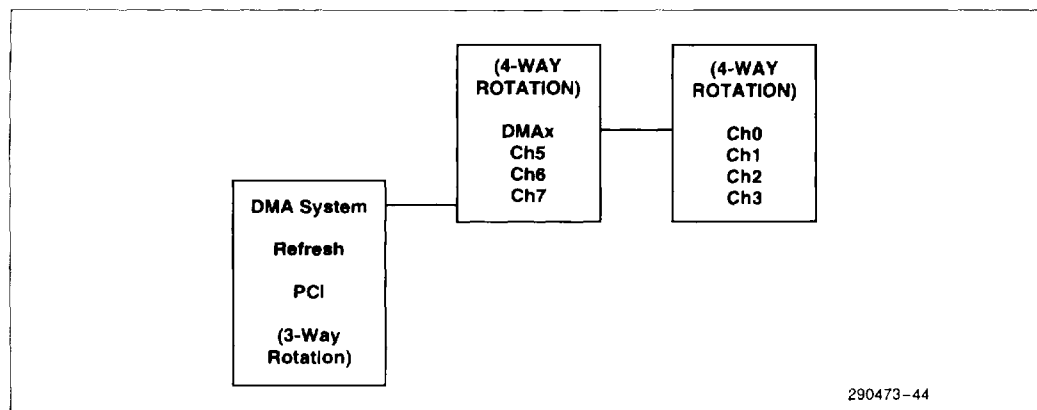 DMA System
Refresh
PCI
(3-Way
Rotation)
(4-WAY
ROTATION)
DMAx
Ch5
Ch6
Ch7
(4-WAY
ROTATION)
Ch0
Ch1
Ch2
Ch3
290473-44